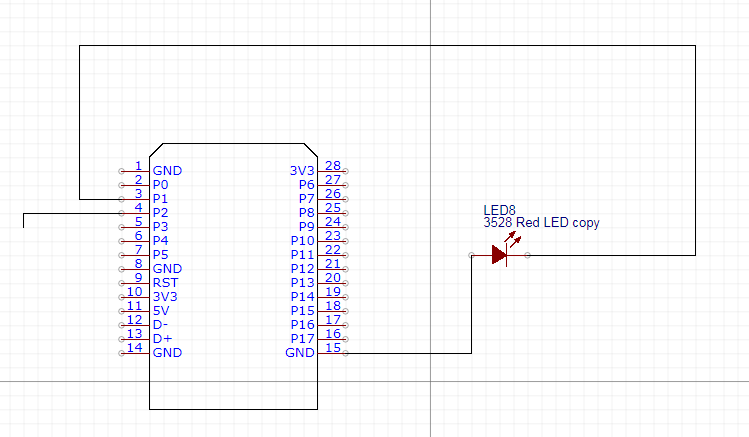 LED8
3528 Red LED copy
1 GND 3V3 28
2 P0 P6 27
3 P1 P7 26
4 P2 P8 25
5 P3 P9 24
6 P4 P10 23
7 P5 P11 22
8 GND P12 21
9 RST P13 20
10 3V3 P14 19
11 5V P15 18
12 D- P16 17
13 D+ P17 16
14 GND GND 15